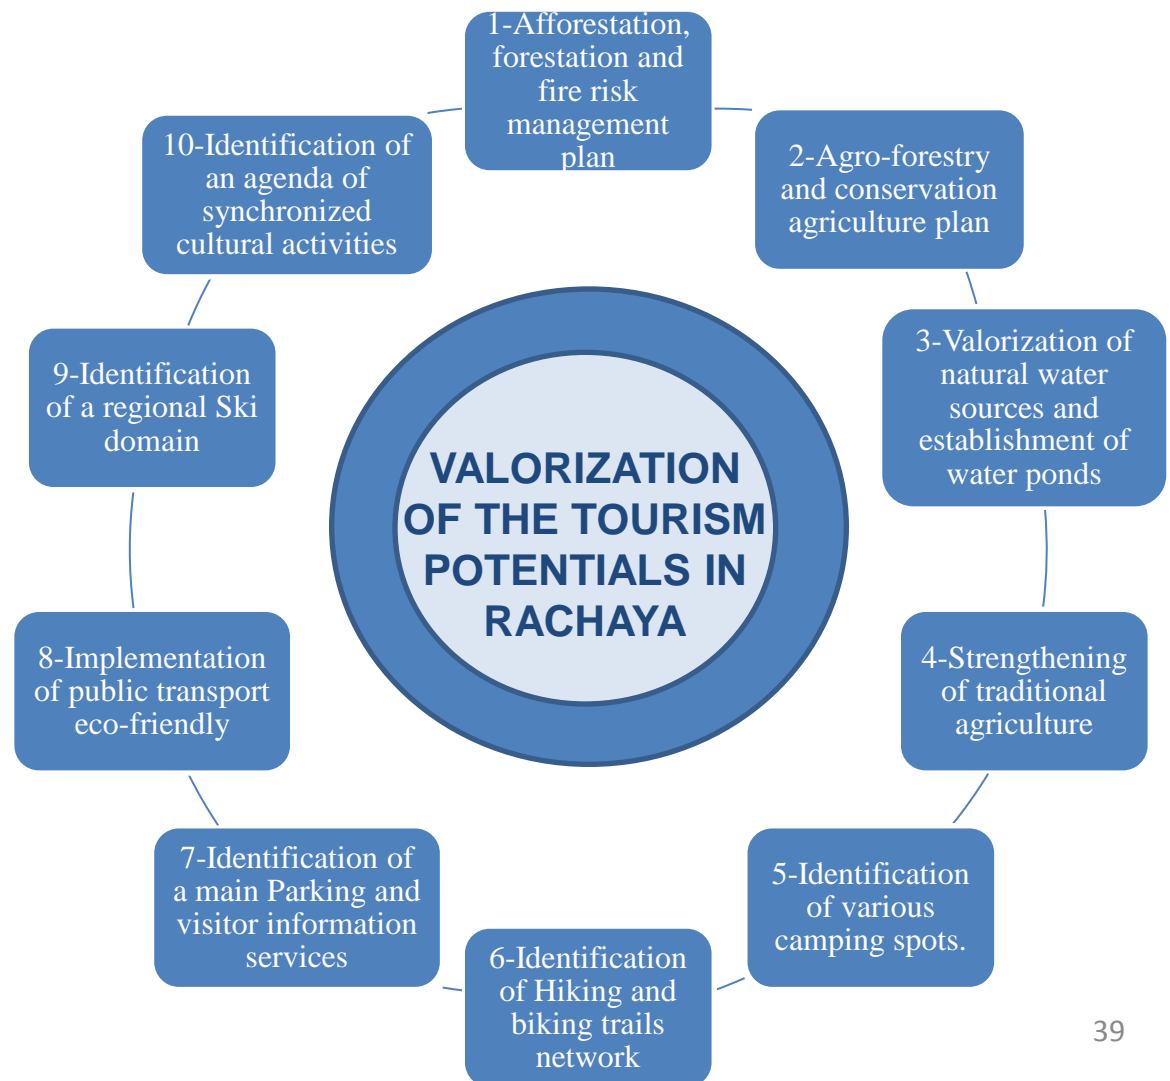 1-Afforestation,
forestation and
fire risk
management
plan
2-Agro-forestry
and conservation
agriculture plan
3-Valorization of
natural water
sources and
establishment of
water ponds
4-Strengthening
of traditional
agriculture
5-Identification
of various
camping spots.
6-Identification
of Hiking and
biking trails
network
7-Identification of
a main Parking and
visitor information
services
8-Implementation
of public transport
eco-friendly
9-Identification
of a regional Ski
domain
10-Identification of
an agenda of
synchronized
cultural activities
VALORIZATION
OF THE TOURISM
POTENTIALS IN
RACHAYA
39